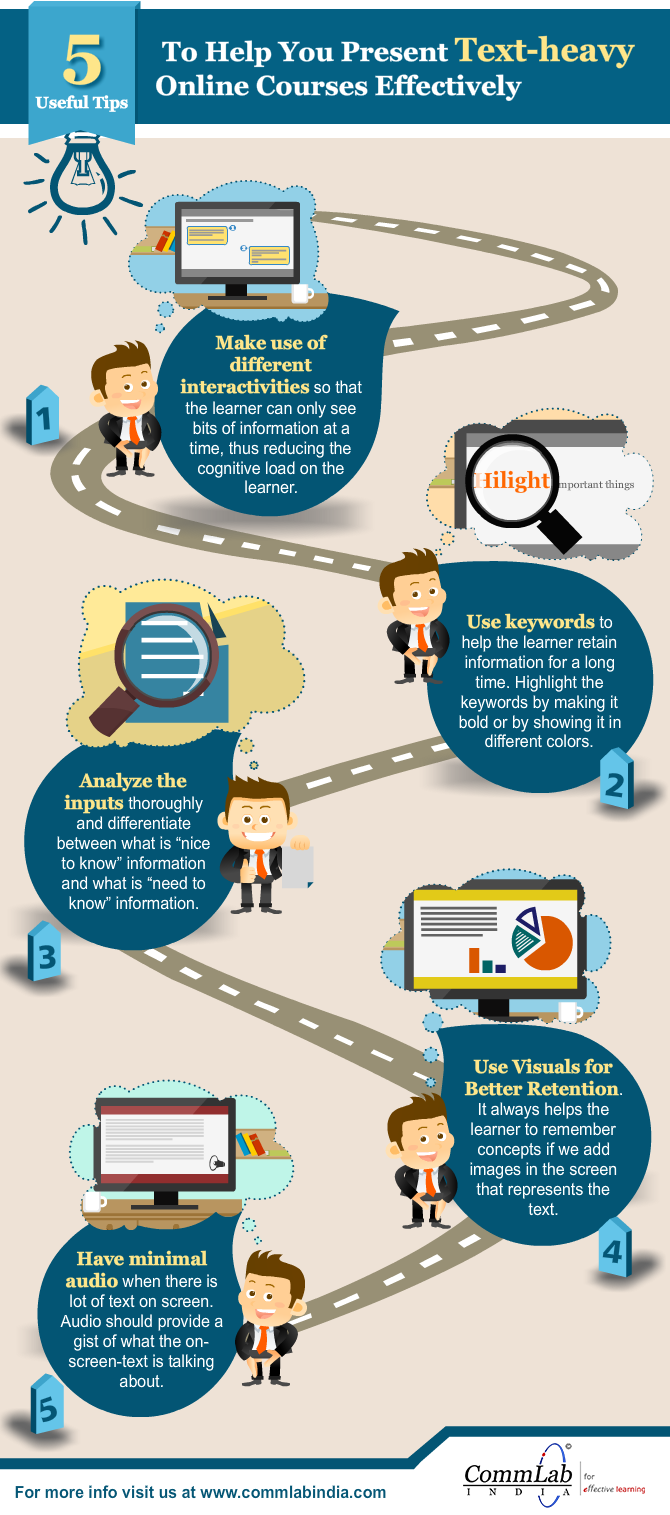 5
Useful Tips
To Help You Present Text-heavy
Online Courses Effectively
Make use of
different
interactivities so that
the learner can only see
bits of information at a
time, thus reducing the
cognitive load on the
learner.
1
Hilight important things
Use keywords to
help the learner retain
information for a long
time. Highlight the
keywords by making it
bold or by showing it in
different colors.
2
Analyze the
inputs thoroughly
and differentiate
between what is “nice
to know” information
and what is “need to
know” information.
3
Use Visuals for
Better Retention.
It always helps the
learner to remember
concepts if we add
images in the screen
that represents the
text.
4
Have minimal
audio when there is
lot of text on screen.
Audio should provide a
gist of what the on-
screen-text is talking
about.
5
For more info visit us at www.commlabindia.com
©
CommLab
INDIA
for
effective learning